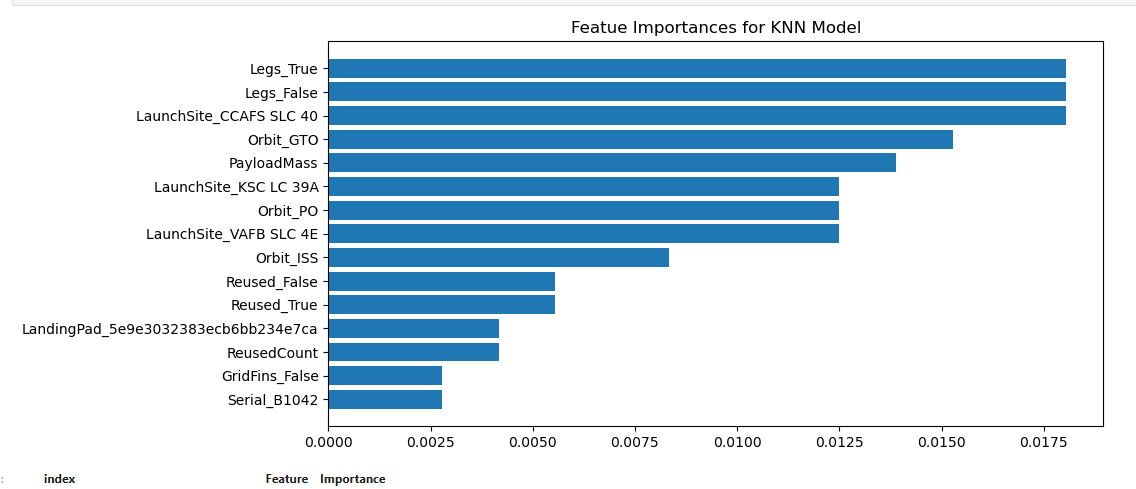 Featue Importances for KNN Model
Legs_True
Legs_False
LaunchSite_CCAFS SLC 40
Orbit_GTO
PayloadMass
LaunchSite_KSC LC 39A
Orbit_PO
LaunchSite_VAFB SLC 4E
Orbit_ISS
Reused_False
Reused_True
LandingPad_5e9e3032383ecb6bb234e7ca
ReusedCount
GridFins_False
Serial_B1042
0.0000 0.0025 0.0050 0.0075 0.0100 0.0125 0.0150 0.0175
: index Feature Importance